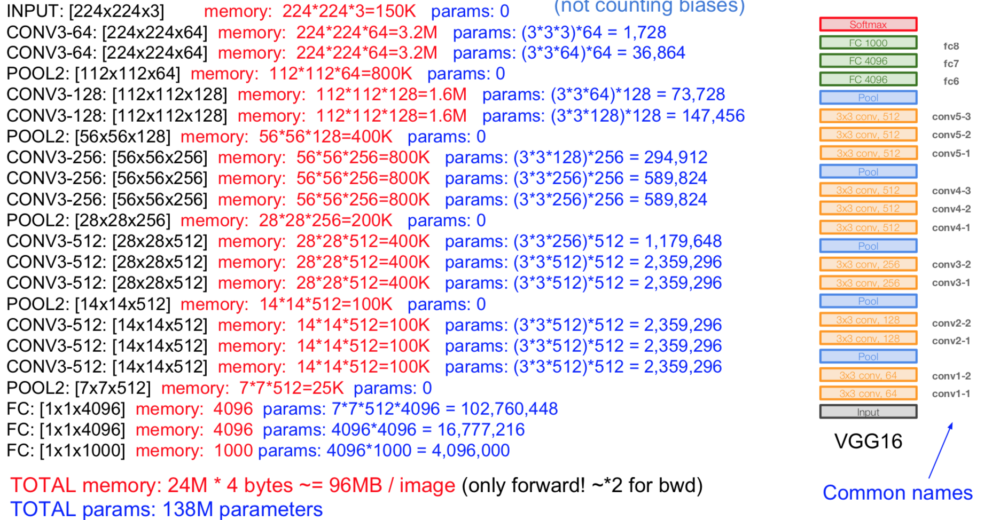 (not counting biases)
INPUT: [224x224x3] memory: 224*224*3=150K params: 0
CONV3-64: [224x224x64] memory: 224*224*64=3.2M params: (3*3*3)*64 = 1,728
CONV3-64: [224x224x64] memory: 224*224*64=3.2M params: (3*3*64)*64 = 36,864
POOL2: [112x112x64] memory: 112*112*64=800K params: 0
CONV3-128: [112x112x128] memory: 112*112*128=1.6M params: (3*3*64)*128 = 73,728
CONV3-128: [112x112x128] memory: 112*112*128=1.6M params: (3*3*128)*128 = 147,456
POOL2: [56x56x128] memory: 56*56*128=400K params: 0
CONV3-256: [56x56x256] memory: 56*56*256=800K params: (3*3*128)*256 = 294,912
CONV3-256: [56x56x256] memory: 56*56*256=800K params: (3*3*256)*256 = 589,824
CONV3-256: [56x56x256] memory: 56*56*256=800K params: (3*3*256)*256 = 589,824
POOL2: [28x28x256] memory: 28*28*256=200K params: 0
CONV3-512: [28x28x512] memory: 28*28*512=400K params: (3*3*256)*512 = 1,179,648
CONV3-512: [28x28x512] memory: 28*28*512=400K params: (3*3*512)*512 = 2,359,296
CONV3-512: [28x28x512] memory: 28*28*512=400K params: (3*3*512)*512 = 2,359,296
POOL2: [14x14x512] memory: 14*14*512=100K params: 0
CONV3-512: [14x14x512] memory: 14*14*512=100K params: (3*3*512)*512 = 2,359,296
CONV3-512: [14x14x512] memory: 14*14*512=100K params: (3*3*512)*512 = 2,359,296
CONV3-512: [14x14x512] memory: 14*14*512=100K params: (3*3*512)*512 = 2,359,296
POOL2: [7x7x512] memory: 7*7*512=25K params: 0
FC: [1x1x4096] memory: 4096 params: 7*7*512*4096 = 102,760,448
FC: [1x1x4096] memory: 4096 params: 4096*4096 = 16,777,216
FC: [1x1x1000] memory: 1000 params: 4096*1000 = 4,096,000
TOTAL memory: 24M * 4 bytes ~= 96MB / image (only forward! ~*2 for bwd)
TOTAL params: 138M parameters
Softmax
FC 1000 fc8
FC 4096 fc7
FC 4096 fc6
Pool
3x3 conv, 512 conv5-3
3x3 conv, 512 conv5-2
3x3 conv, 512 conv5-1
Pool
3x3 conv, 512 conv4-3
3x3 conv, 512 conv4-2
3x3 conv, 512 conv4-1
Pool
3x3 conv, 256 conv3-2
3x3 conv, 256 conv3-1
Pool
3x3 conv, 128 conv2-2
3x3 conv, 128 conv2-1
Pool
3x3 conv, 64 conv1-2
3x3 conv, 64 conv1-1
Input
VGG16
Common names